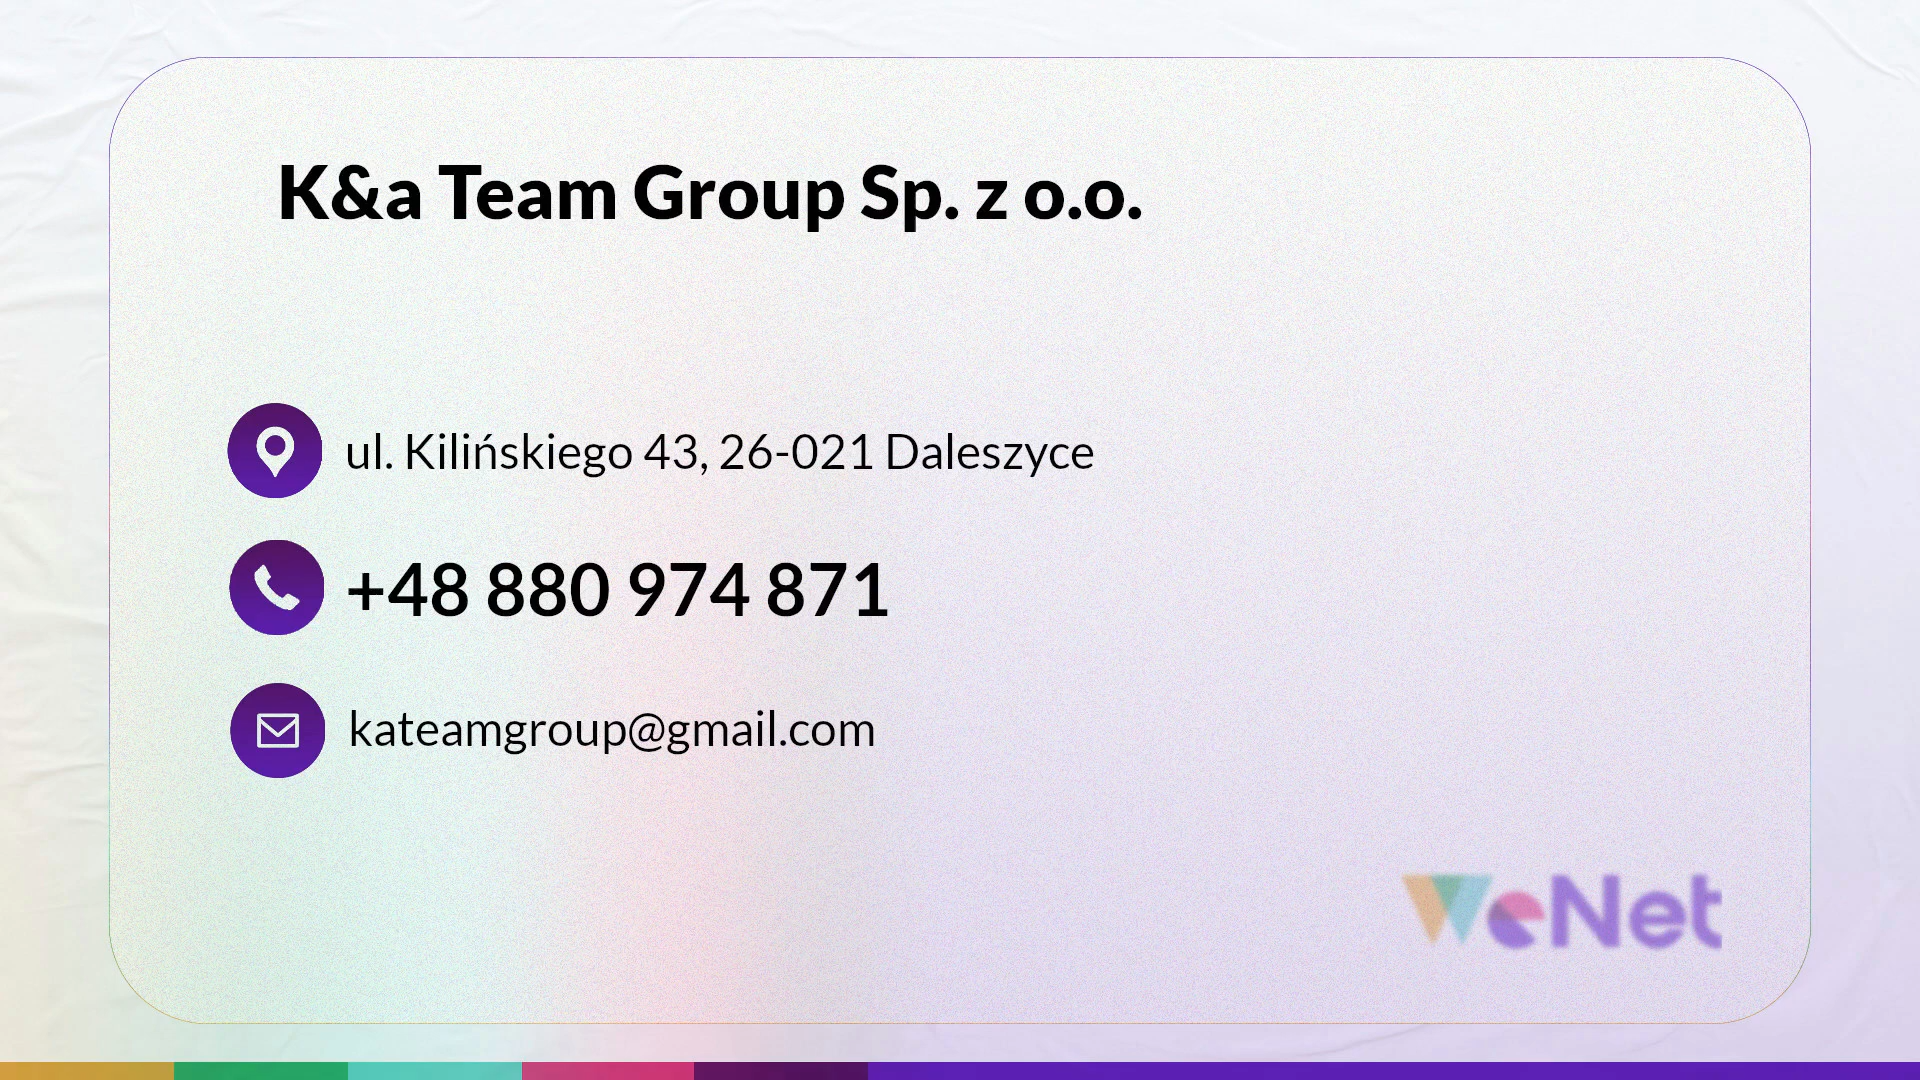 K&a Team Group Sp. z o.o.
ul. Kilińskiego 43, 26-021 Daleszyce
+48 880 974 871
kateamgroup@gmail.com
WeNet